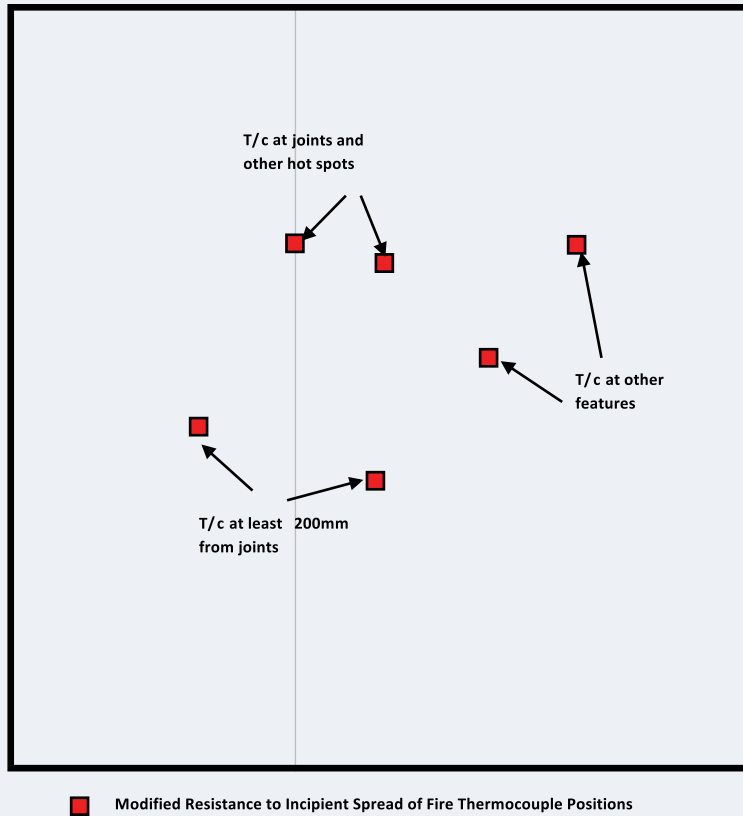 T/c at joints and
other hot spots
T/c at other
features
T/c at least 200mm
from joints
Modified Resistance to Incipient Spread of Fire Thermocouple Positions